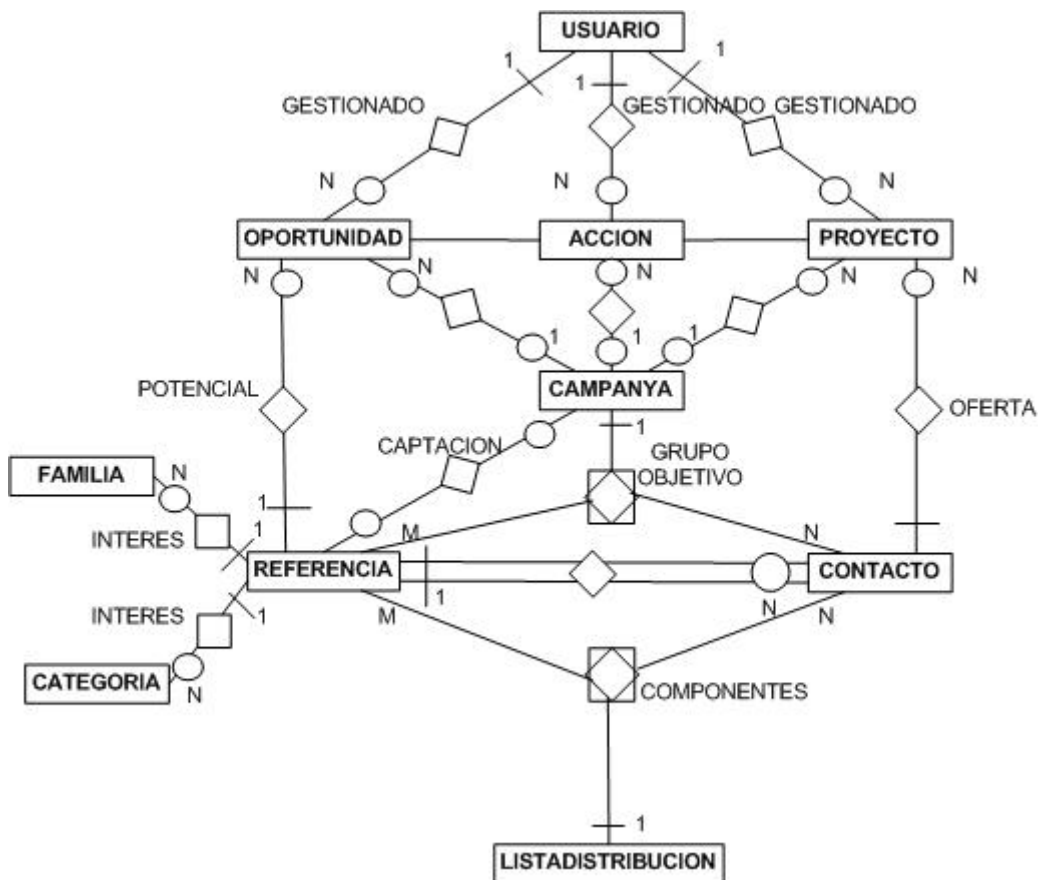 USUARIO
1
1
1
GESTIONADO
GESTIONADO
GESTIONADO
N
N
N
OPORTUNIDAD
ACCION
PROYECTO
N
N
N
N
N
1
1
1
CAMPANYA
POTENCIAL
OFERTA
1
CAPTACION
GRUPO
OBJETIVO
FAMILIA
N
1
1
INTERES
M
N
REFERENCIA
CONTACTO
1
N
INTERES
1
M
N
CATEGORIA
N
COMPONENTES
1
LISTADISTRIBUCION